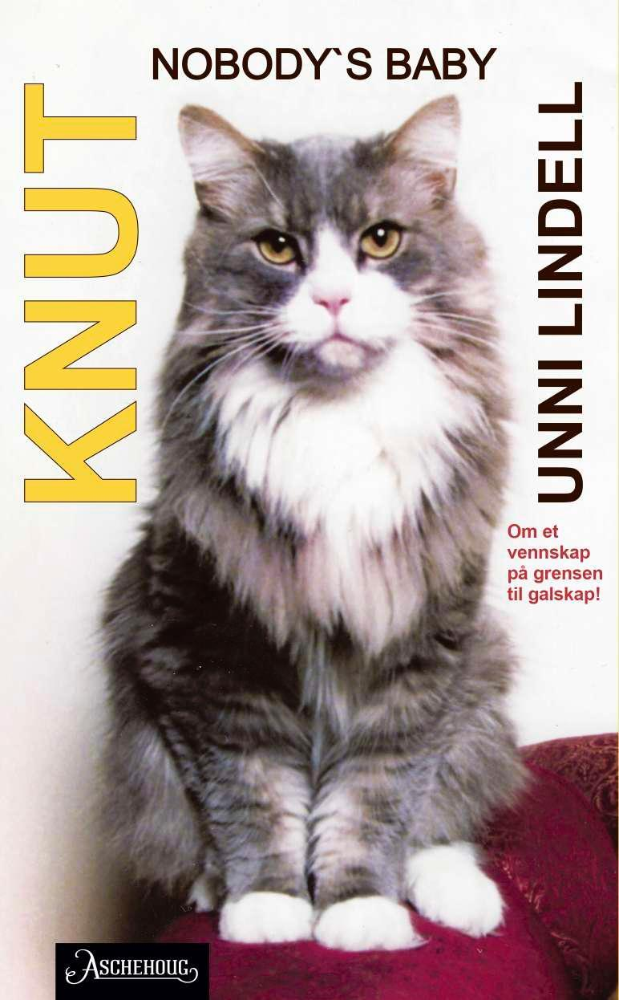 NOBODY`S BABY
KNUT
UNNI LINDELL
Om et
vennskap
på grensen
til galskap!
ASCHEHOUG